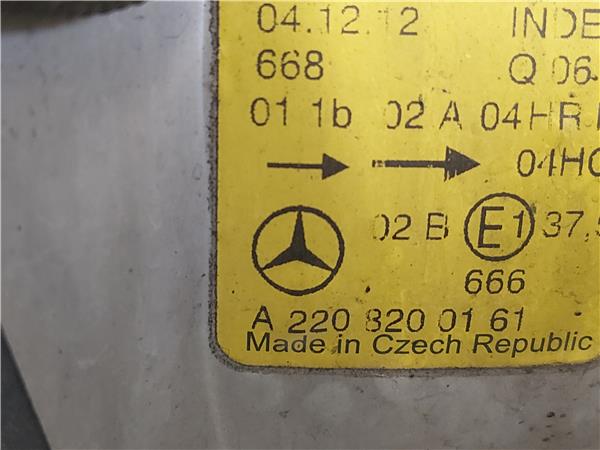 04.12.12 INDE
668 Q 06.
01 1b 02 A 04HR
04HC
02 B E1 37,5
666
A 220 820 01 61
Made in Czech Republic